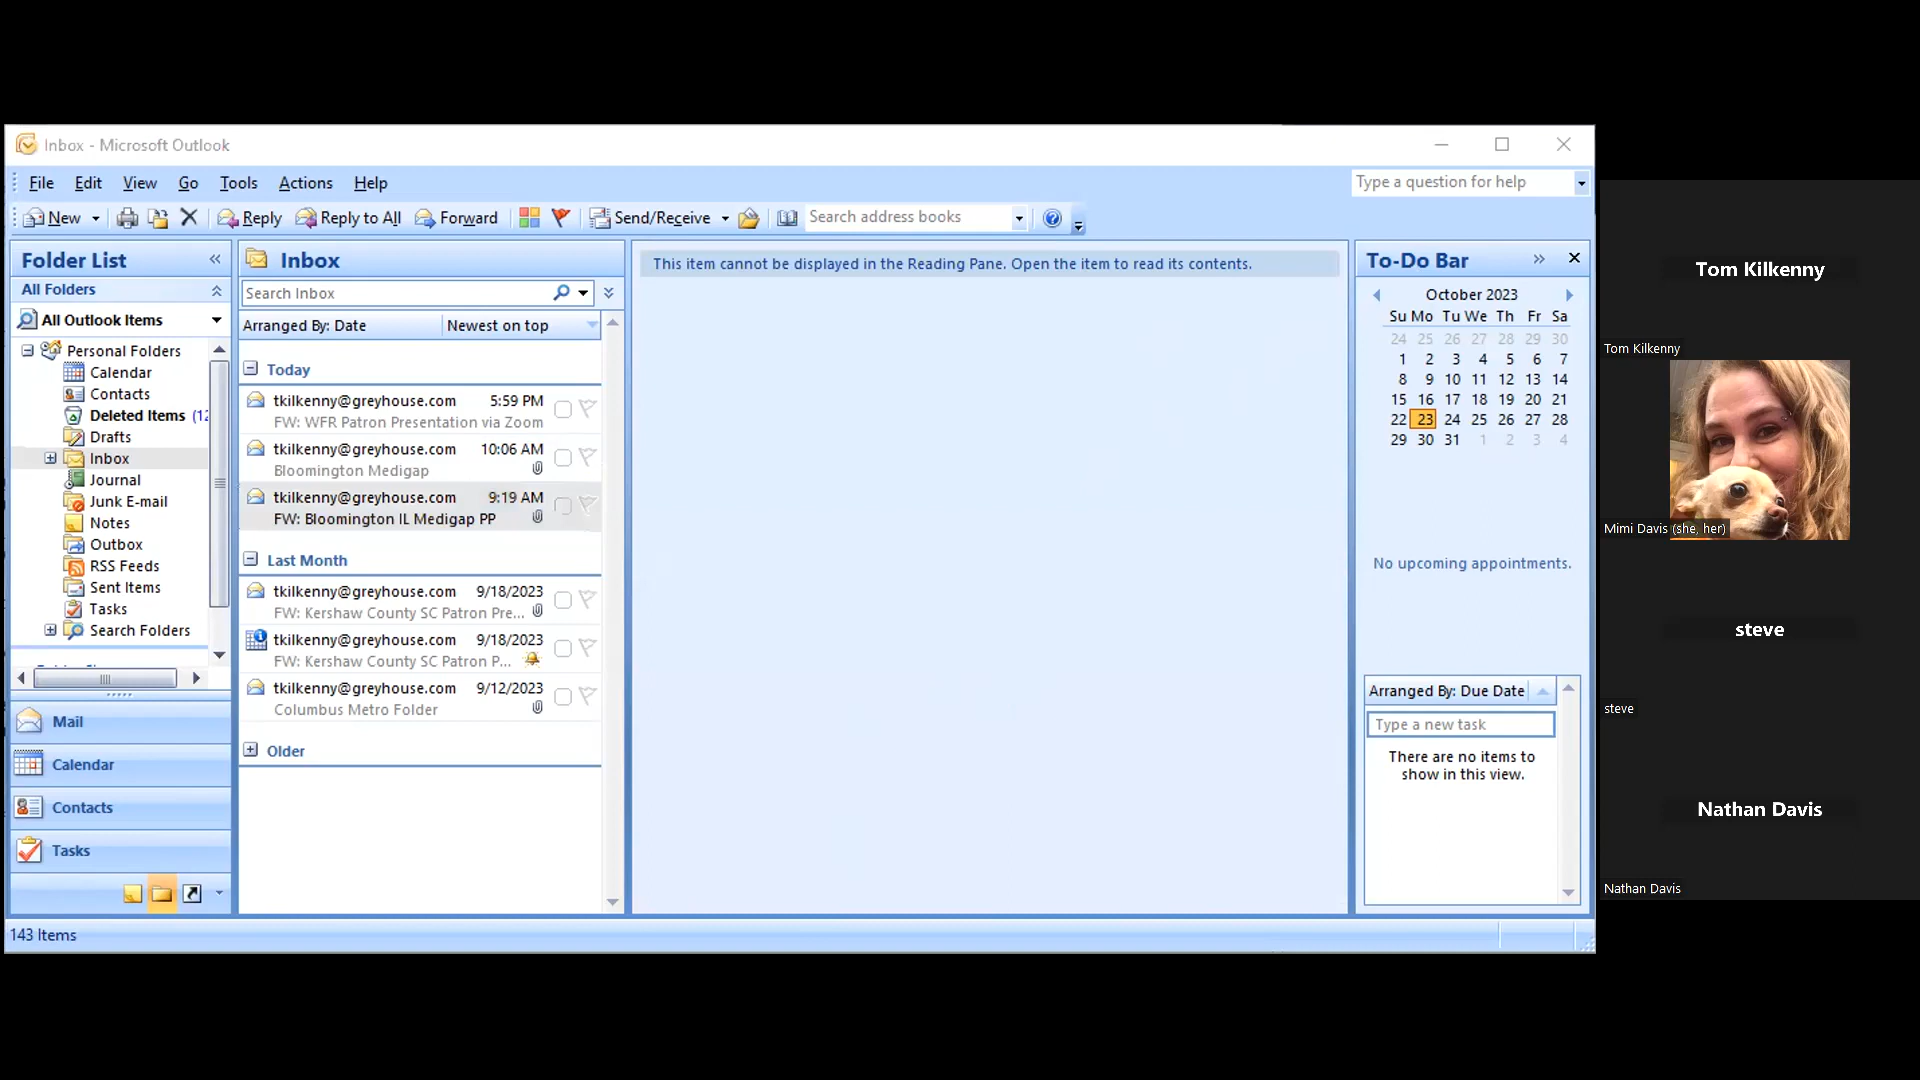 Inbox - Microsoft Outlook
File Edit View Go Tools Actions Help
Type a question for help
New Reply Reply to All Forward Send/Receive Search address books
Folder List
All Folders
All Outlook Items
Personal Folders
Calendar
Contacts
Deleted Items (12
Drafts
Inbox
Journal
Junk E-mail
Notes
Outbox
RSS Feeds
Sent Items
Tasks
Search Folders
Mail
Calendar
Contacts
Tasks
143 Items
Inbox
Search Inbox
Arranged By: Date Newest on top
Today
tkilkenny@greyhouse.com 5:59 PM
FW: WFR Patron Presentation via Zoom
tkilkenny@greyhouse.com 10:06 AM
Bloomington Medigap
tkilkenny@greyhouse.com 9:19 AM
FW: Bloomington IL Medigap PP
Last Month
tkilkenny@greyhouse.com 9/18/2023
FW: Kershaw County SC Patron Pre...
tkilkenny@greyhouse.com 9/18/2023
FW: Kershaw County SC Patron P...
tkilkenny@greyhouse.com 9/12/2023
Columbus Metro Folder
Older
This item cannot be displayed in the Reading Pane. Open the item to read its contents.
To-Do Bar
October 2023
Su Mo Tu We Th Fr Sa
24 25 26 27 28 29 30
1 2 3 4 5 6 7
8 9 10 11 12 13 14
15 16 17 18 19 20 21
22 23 24 25 26 27 28
29 30 31 1 2 3 4
No upcoming appointments.
Arranged By: Due Date
Type a new task
There are no items to
show in this view.
Tom Kilkenny
Tom Kilkenny
Mimi Davis (she, her)
steve
steve
Nathan Davis
Nathan Davis